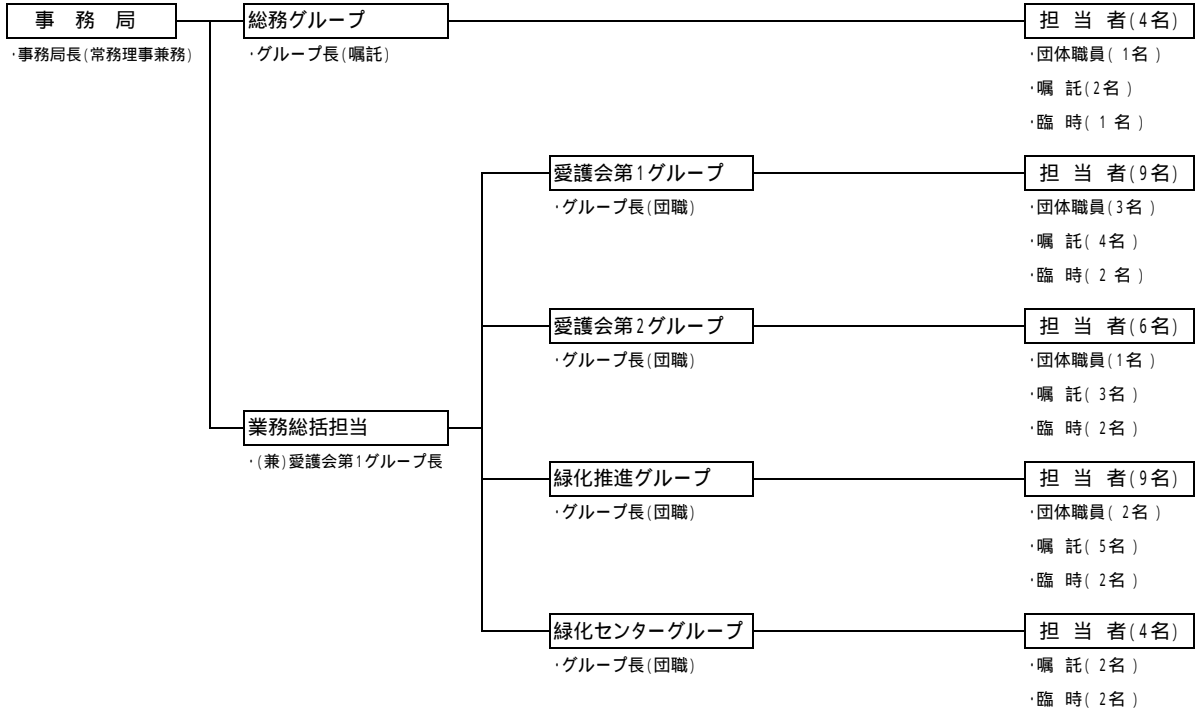 事 務 局
・事務局長(常務理事兼務)
総務グループ
・グループ長(嘱託)
担 当 者(4名)
・団体職員(1名)
・嘱 託(2名)
・臨 時(1名)
愛護会第1グループ
・グループ長(団職)
担 当 者(9名)
・団体職員(3名)
・嘱 託(4名)
・臨 時(2名)
愛護会第2グループ
・グループ長(団職)
担 当 者(6名)
・団体職員(1名)
・嘱 託(3名)
・臨 時(2名)
業務総括担当
・(兼)愛護会第1グループ長
緑化推進グループ
・グループ長(団職)
担 当 者(9名)
・団体職員(2名)
・嘱 託(5名)
・臨 時(2名)
緑化センターグループ
・グループ長(団職)
担 当 者(4名)
・嘱 託(2名)
・臨 時(2名)